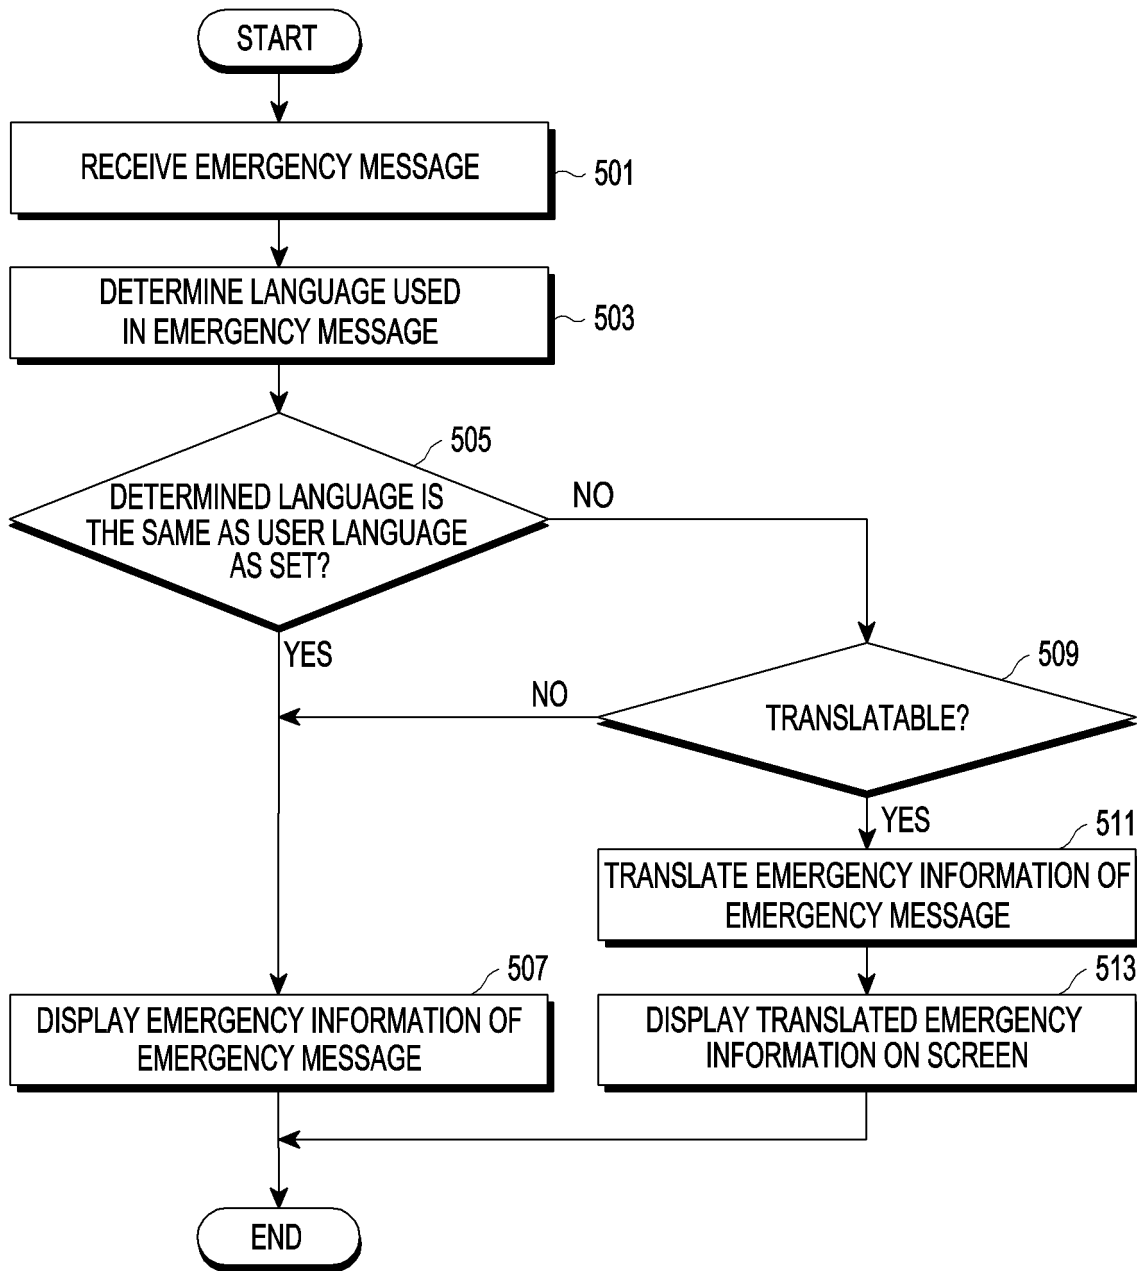 START
RECEIVE EMERGENCY MESSAGE
501
DETERMINE LANGUAGE USED
IN EMERGENCY MESSAGE
503
505
DETERMINED LANGUAGE IS
THE SAME AS USER LANGUAGE
AS SET?
NO
YES
509
NO
TRANSLATABLE?
YES
511
TRANSLATE EMERGENCY INFORMATION OF
EMERGENCY MESSAGE
507
DISPLAY EMERGENCY INFORMATION OF
EMERGENCY MESSAGE
513
DISPLAY TRANSLATED EMERGENCY
INFORMATION ON SCREEN
END